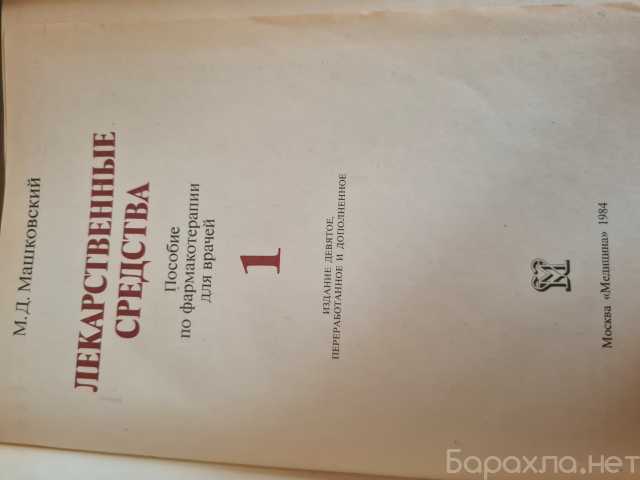 М.Д. Машковский
ЛЕКАРСТВЕННЫЕ
СРЕДСТВА
Пособие
по фармакотерапии
для врачей
1
ИЗДАНИЕ ДЕВЯТОЕ,
ПЕРЕРАБОТАННОЕ И ДОПОЛНЕННОЕ
М
Москва «Медицина» 1984
Барахла.нет